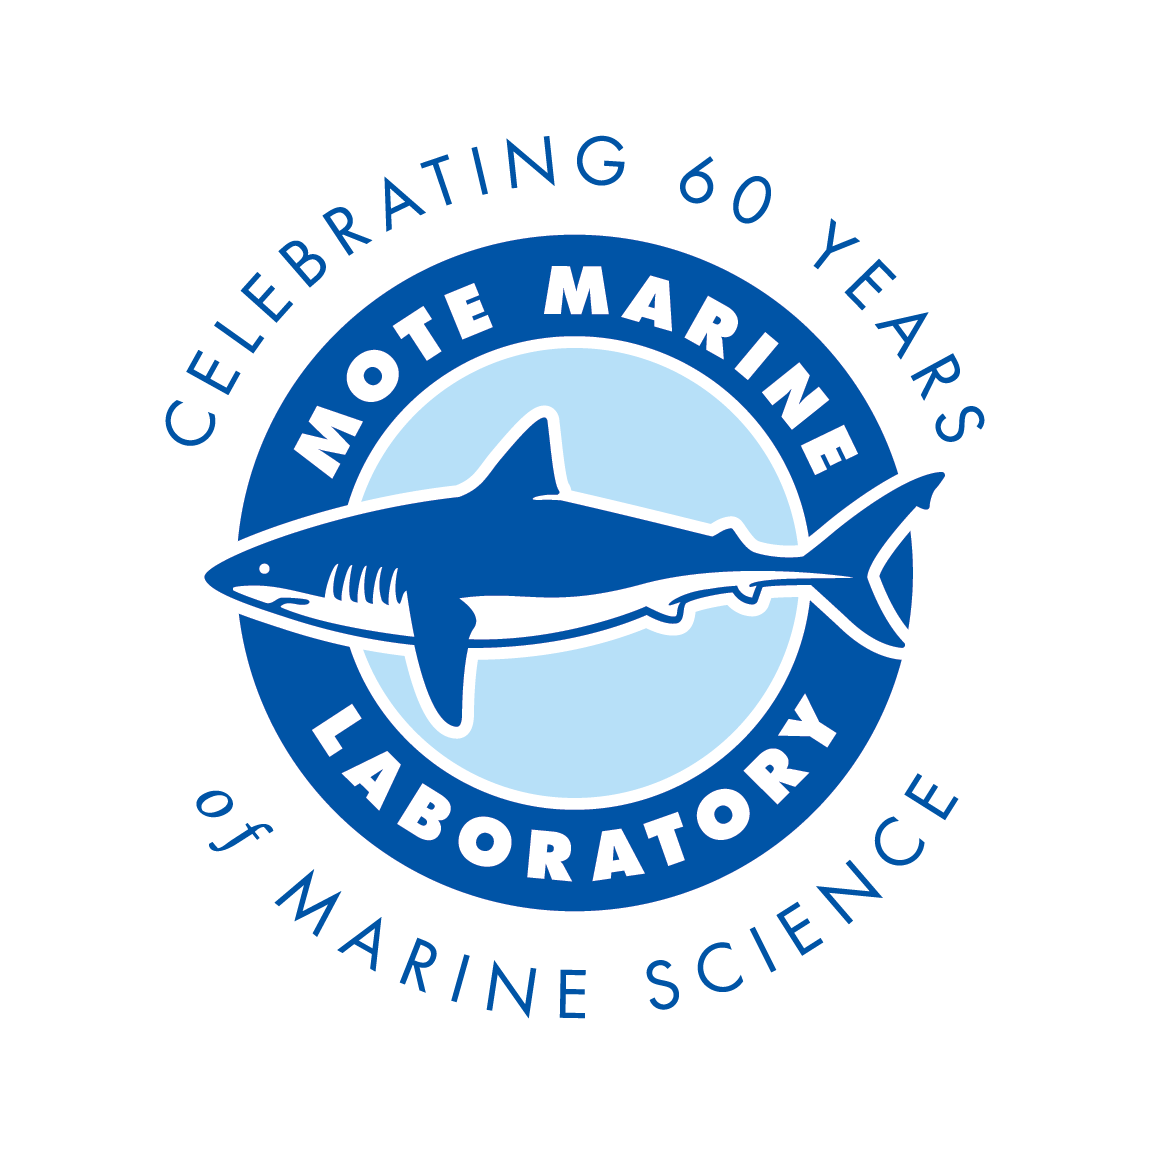 CELEBRATING 60 YEARS
MOTE MARINE
LABORATORY
of MARINE SCIENCE